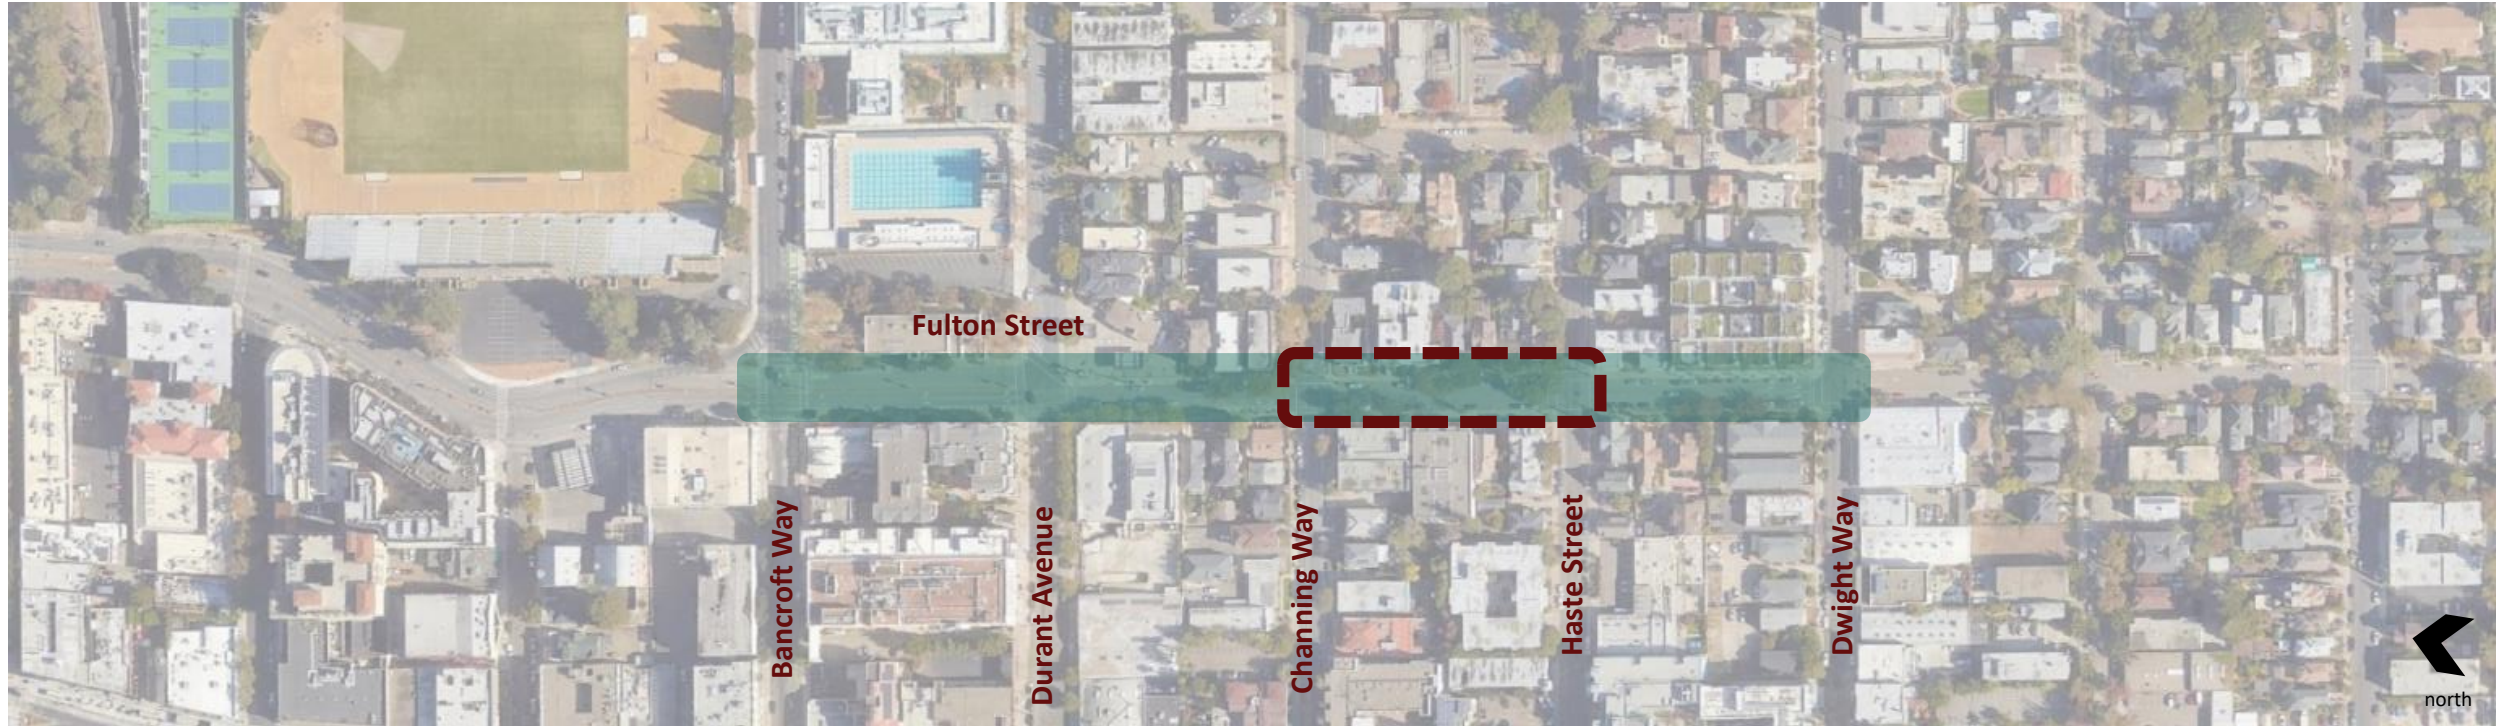 Fulton Street
Bancroft Way
Durant Avenue
Channing Way
Haste Street
Dwight Way
north